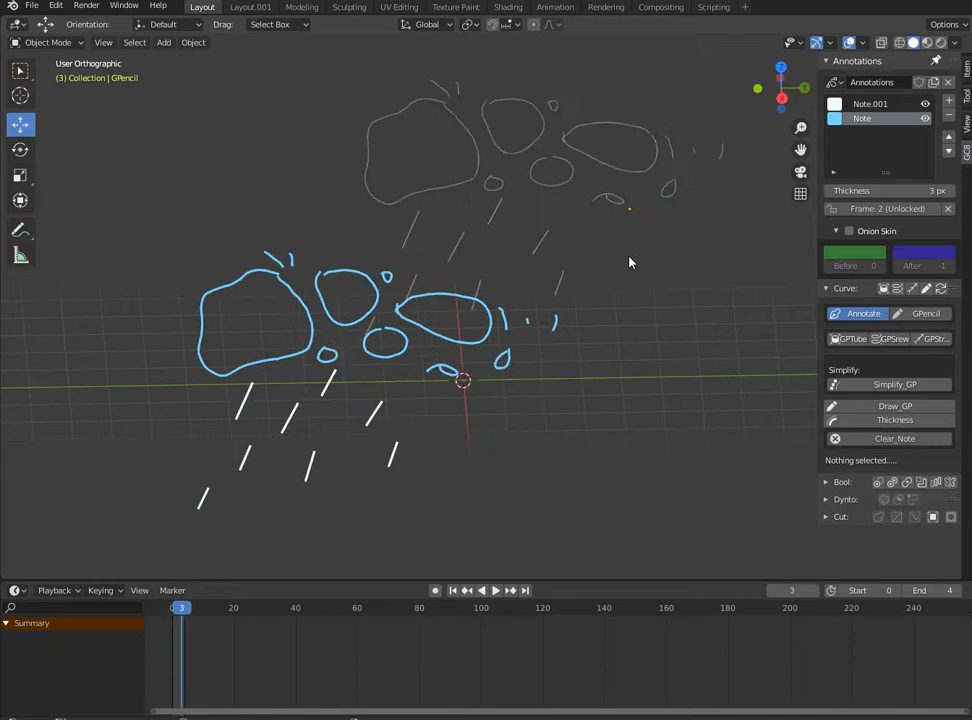 File Edit Render Window Help Layout Layout.001 Modeling Sculpting UV Editing Texture Paint Shading Animation Rendering Compositing Scripting +
Orientation: Default Drag: Select Box Global Options
Object Mode View Select Add Object
User Orthographic
(3) Collection | GPencil
Z
Y
X
Annotations
Annotations
Note.001
Note
Thickness 3 px
Frame: 2 (Unlocked)
Onion Skin
Before 0 After -1
Curve:
Annotate GPencil
GPTube GPSrew GPStr...
Simplify:
Simplify_GP
Draw_GP
Thickness
Clear_Note
Nothing selected.....
Bool:
Dynto:
Cut:
Item
Tool
View
GC8
Playback Keying View Marker 3 Start 0 End 4
3 20 40 60 80 100 120 140 160 180 200 220 240
Summary